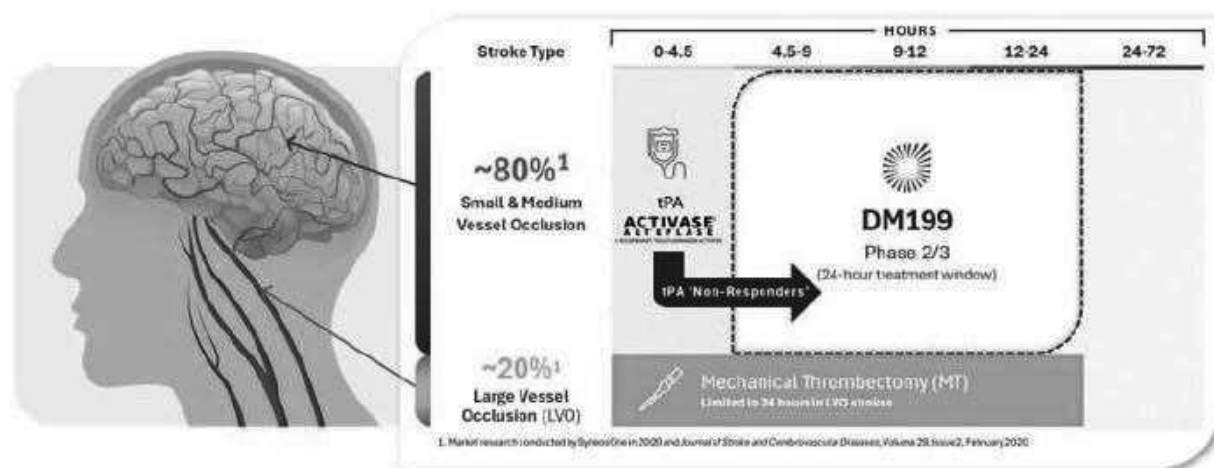 HOURS
Stroke Type 0-4.5 4.5-9 9-12 12-24 24-72
~80%¹
Small & Medium
Vessel Occlusion
tPA
ACTIVASE®
ALTEPLASE
DM199
Phase 2/3
(24-hour treatment window)
tPA 'Non-Responders'
~20%¹
Large Vessel
Occlusion (LVO)
Mechanical Thrombectomy (MT)
Limited to 24 hours in LVO strokes
1. Market research conducted by SyneosOne in 2020 and Journal of Stroke and Cerebrovascular Diseases, Volume 29, Issue 2, February 2020